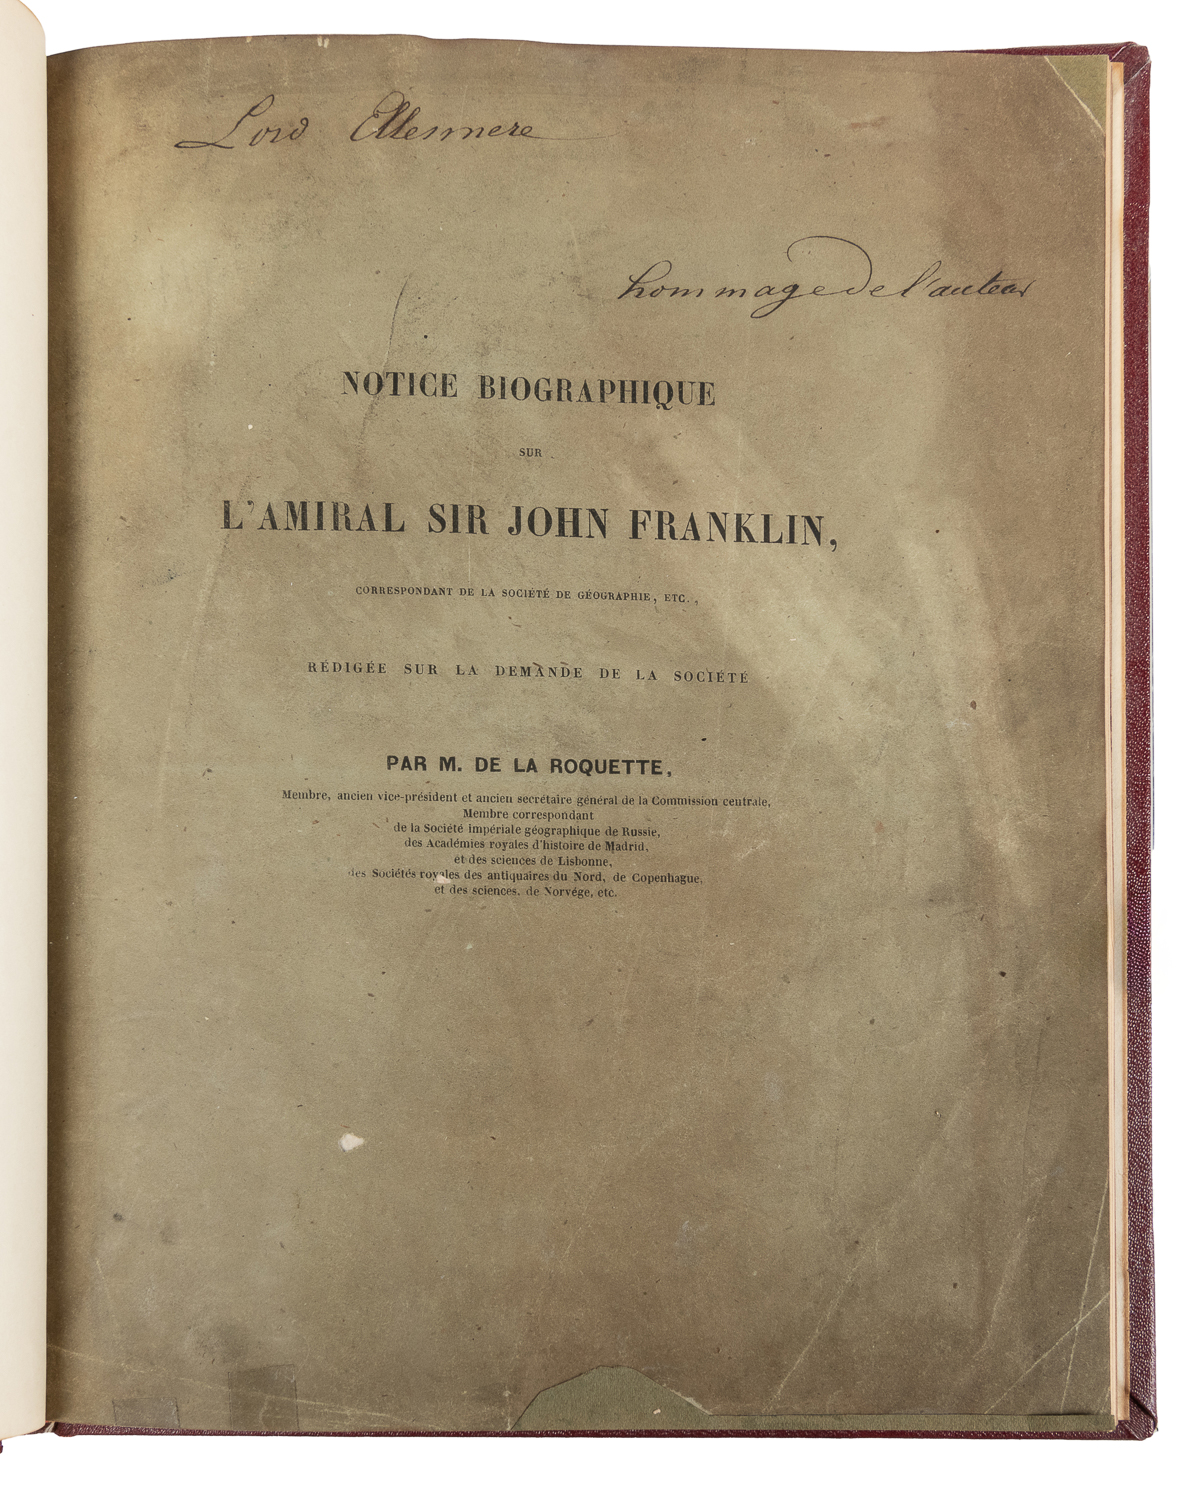 Lord Ellesmere
hommage de l'auteur
NOTICE BIOGRAPHIQUE
SUR
L'AMIRAL SIR JOHN FRANKLIN,
CORRESPONDANT DE LA SOCIÉTÉ DE GÉOGRAPHIE, ETC.,
RÉDIGÉE SUR LA DEMANDE DE LA SOCIÉTÉ
PAR M. DE LA ROQUETTE,
Membre, ancien vice-président et ancien secrétaire général de la Commission centrale,
Membre correspondant
de la Société impériale géographique de Russie,
des Académies royales d'histoire de Madrid,
et des sciences de Lisbonne,
des Sociétés royales des antiquaires du Nord, de Copenhague,
et des sciences, de Norvége, etc.